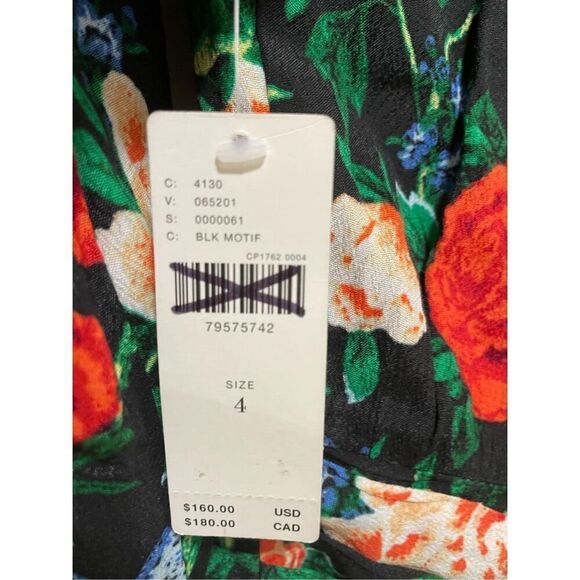 C: 4130
V: 065201
S: 0000061
C: BLK MOTIF
CP1762 0004
79575742
SIZE
4
$160.00 USD
$180.00 CAD